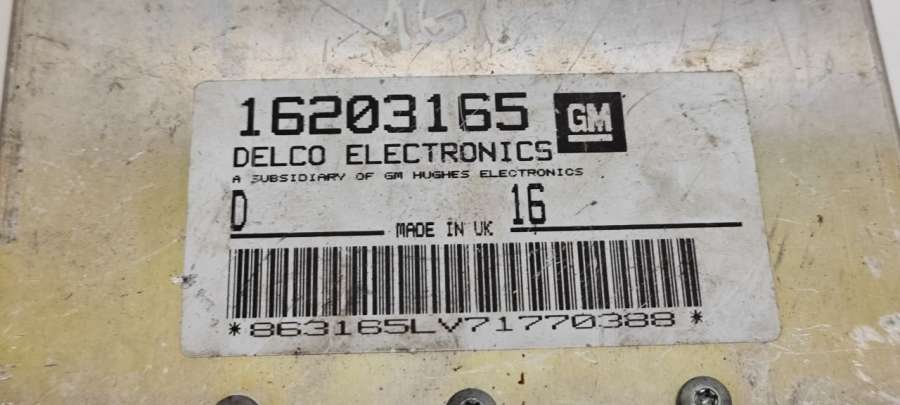 16203165 GM
DELCO ELECTRONICS
A SUBSIDIARY OF GM HUGHES ELECTRONICS
D 16
MADE IN UK
*863165LV71770388*